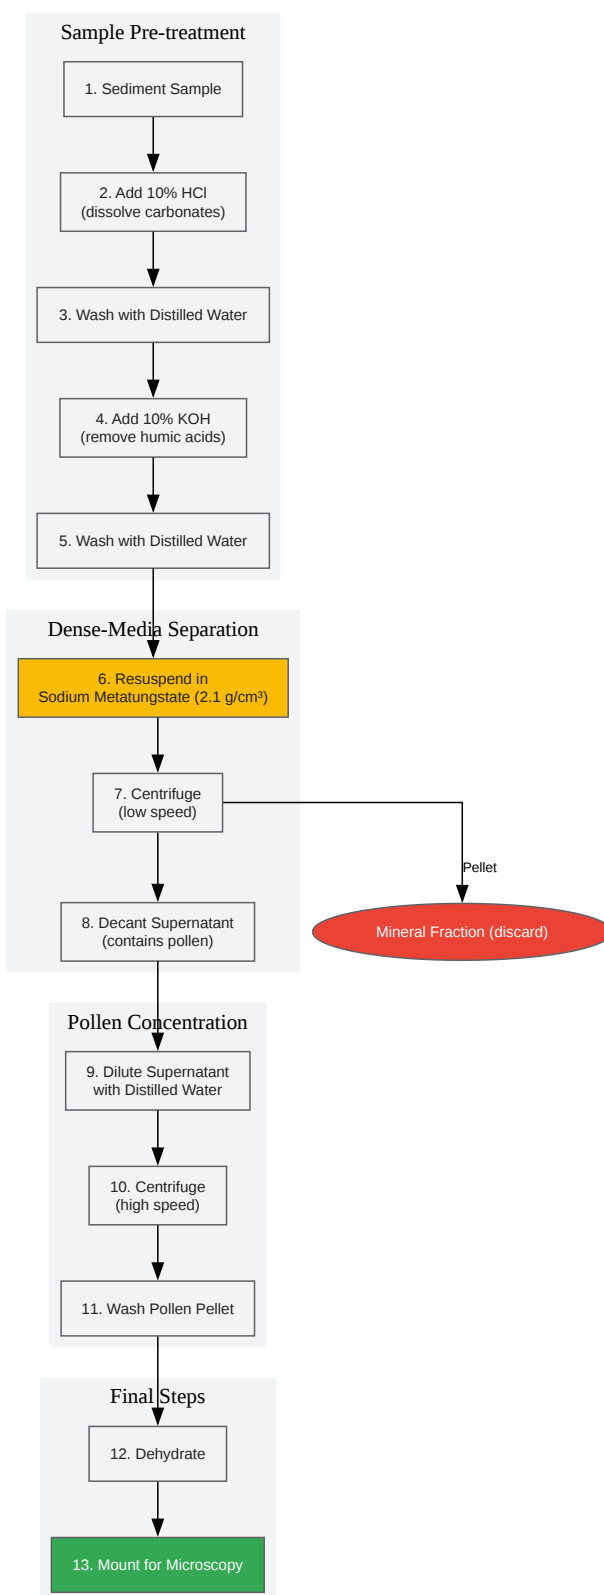 Sample Pre-treatment
1. Sediment Sample
2. Add 10% HCl
(dissolve carbonates)
3. Wash with Distilled Water
4. Add 10% KOH
(remove humic acids)
5. Wash with Distilled Water
Dense-Media Separation
6. Resuspend in
Sodium Metatungstate (2.1 g/cm³)
7. Centrifuge
(low speed)
Pellet
8. Decant Supernatant
(contains pollen)
Mineral Fraction (discard)
Pollen Concentration
9. Dilute Supernatant
with Distilled Water
10. Centrifuge
(high speed)
11. Wash Pollen Pellet
Final Steps
12. Dehydrate
13. Mount for Microscopy